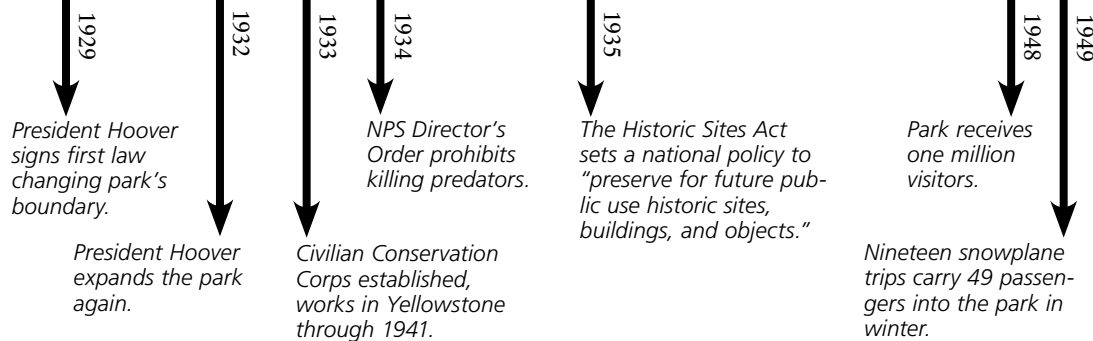 1929
President Hoover
signs first law
changing park's
boundary.
1932
President Hoover
expands the park
again.
1933
Civilian Conservation
Corps established,
works in Yellowstone
through 1941.
1934
NPS Director's
Order prohibits
killing predators.
1935
The Historic Sites Act
sets a national policy to
“preserve for future pub-
lic use historic sites,
buildings, and objects.”
1948
Park receives
one million
visitors.
1949
Nineteen snowplane
trips carry 49 passen-
gers into the park in
winter.